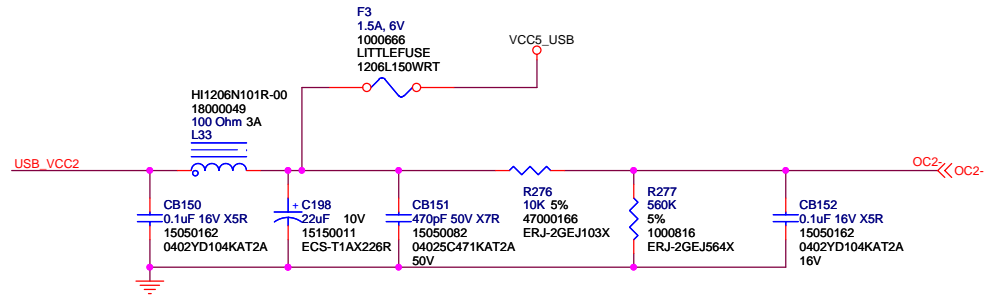 F3
1.5A, 6V
1000666
LITTLEFUSE
1206L150WRT
VCC5_USB
HI1206N101R-00
18000049
100 Ohm 3A
L33
USB_VCC2
OC2-
OC2-
CB150
0.1uF 16V X5R
15050162
0402YD104KAT2A
+ C198
22uF 10V
15150011
ECS-T1AX226R
CB151
470pF 50V X7R
15050082
04025C471KAT2A
50V
R276
10K 5%
47000166
ERJ-2GEJ103X
R277
560K
5%
1000816
ERJ-2GEJ564X
CB152
0.1uF 16V X5R
15050162
0402YD104KAT2A
16V